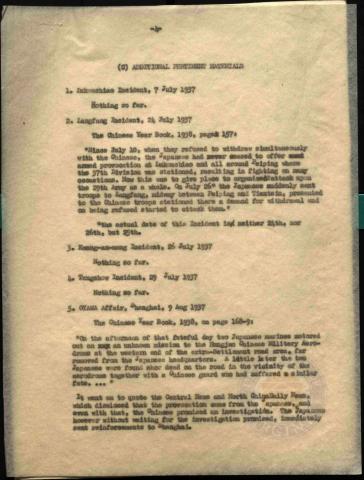 -4-
(C) ADDITIONAL PERTINENT MATERIALS
1. Lukouchiao Incident, 7 July 1937
Nothing so far.
2. Langfang Incident, 24 July 1937
The Chinese Year Book, 1938, page 157:
"Since July 10, when they refused to withdraw simultaneously
with the Chinese, the Japanese had never ceased to offer
armed provocation at Lukouchiao and all around Peiping where
the 37th Division was stationed, resulting in fighting on many
occasions. Now this was to give place to organised attack upon
the 29th Army as a whole. On July 26* the Japanese suddenly sent
troops to Langfang, midway between Peiping and Tientsin, presented
to the Chinese troops stationed there a demand for withdrawal and
on being refused started to attack them."
*the actual date of this Incident is neither 24th, nor
26th, but 25th.
3. Kwang-an-mung Incident, 26 July 1937
Nothing so far.
4. Tungchow Incident, 29 July 1937
Nothing so far.
5. OYAMA Affair, Shanghai, 9 Aug 1937
The Chinese Year Book, 1938, on page 168-9:
"On the afternoon of that fateful day two Japanese marines motored
out on an unknown mission to the Hungjao Chinese Military Aero-
drome at the western end of the extra-Settlement road area, far
removed from the Japanese headquarters. A little later the two
Japanese were found shot dead on the road in the vicinity of the
aerodrome together with a Chinese guard who had suffered a similar
fate. ... "
It went on to quote the Central News and North China Daily News,
which disclosed that the provocation came from the Japanese, and
even with that, the Chinese promised an investigation. The Japanese
however without waiting for the investigation promised, immediately
sent reinforcements to Shanghai.